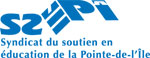 SSEPI
Syndicat du soutien en
éducation de la Pointe-de-l'Île